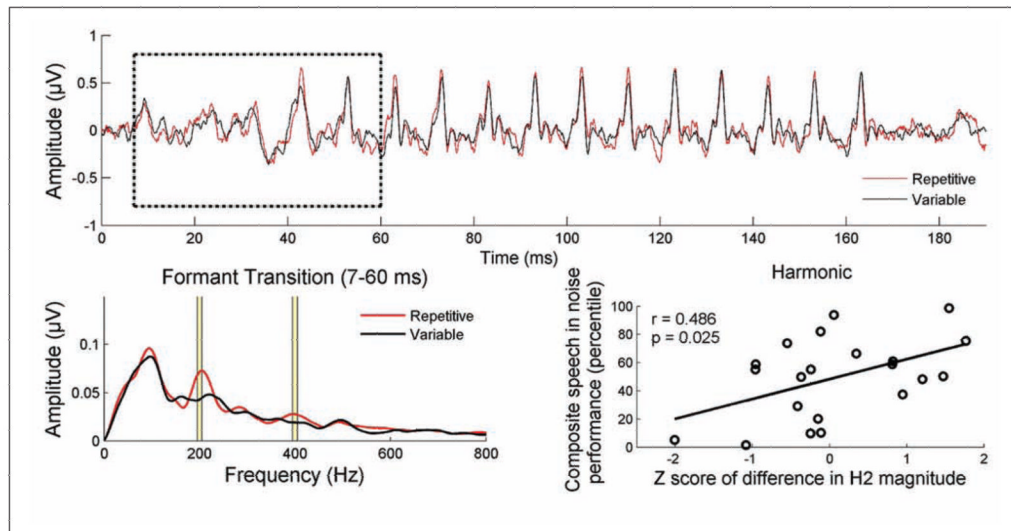 Amplitude (µV)
1
0.5
0
-0.5
-1
Repetitive
Variable
0 20 40 60 80 100 120 140 160 180
Time (ms)
Formant Transition (7-60 ms)
Amplitude (µV)
0.1
0.05
0
Repetitive
Variable
0 200 400 600 800
Frequency (Hz)
Harmonic
Composite speech in noise
performance (percentile)
100
80
60
40
20
0
r = 0.486
p = 0.025
-2 -1 0 1 2
Z score of difference in H2 magnitude